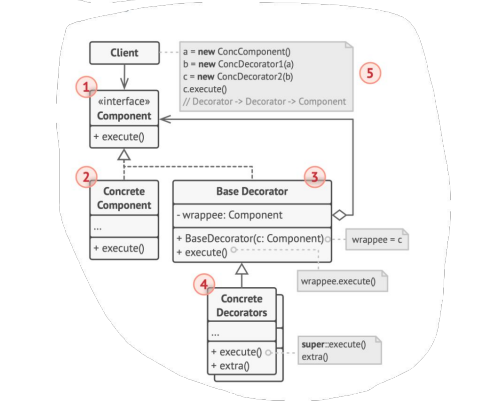 Client
a = new ConcComponent()
b = new ConcDecorator1(a)
c = new ConcDecorator2(b)
c.execute()
// Decorator -> Decorator -> Component
5
1
«interface»
Component
+ execute()
2
Concrete
Component
...
+ execute()
3
Base Decorator
- wrappee: Component
+ BaseDecorator(c: Component)
+ execute()
wrappee = c
wrappee.execute()
4
Concrete
Decorators
...
+ execute()
+ extra()
super::execute()
extra()